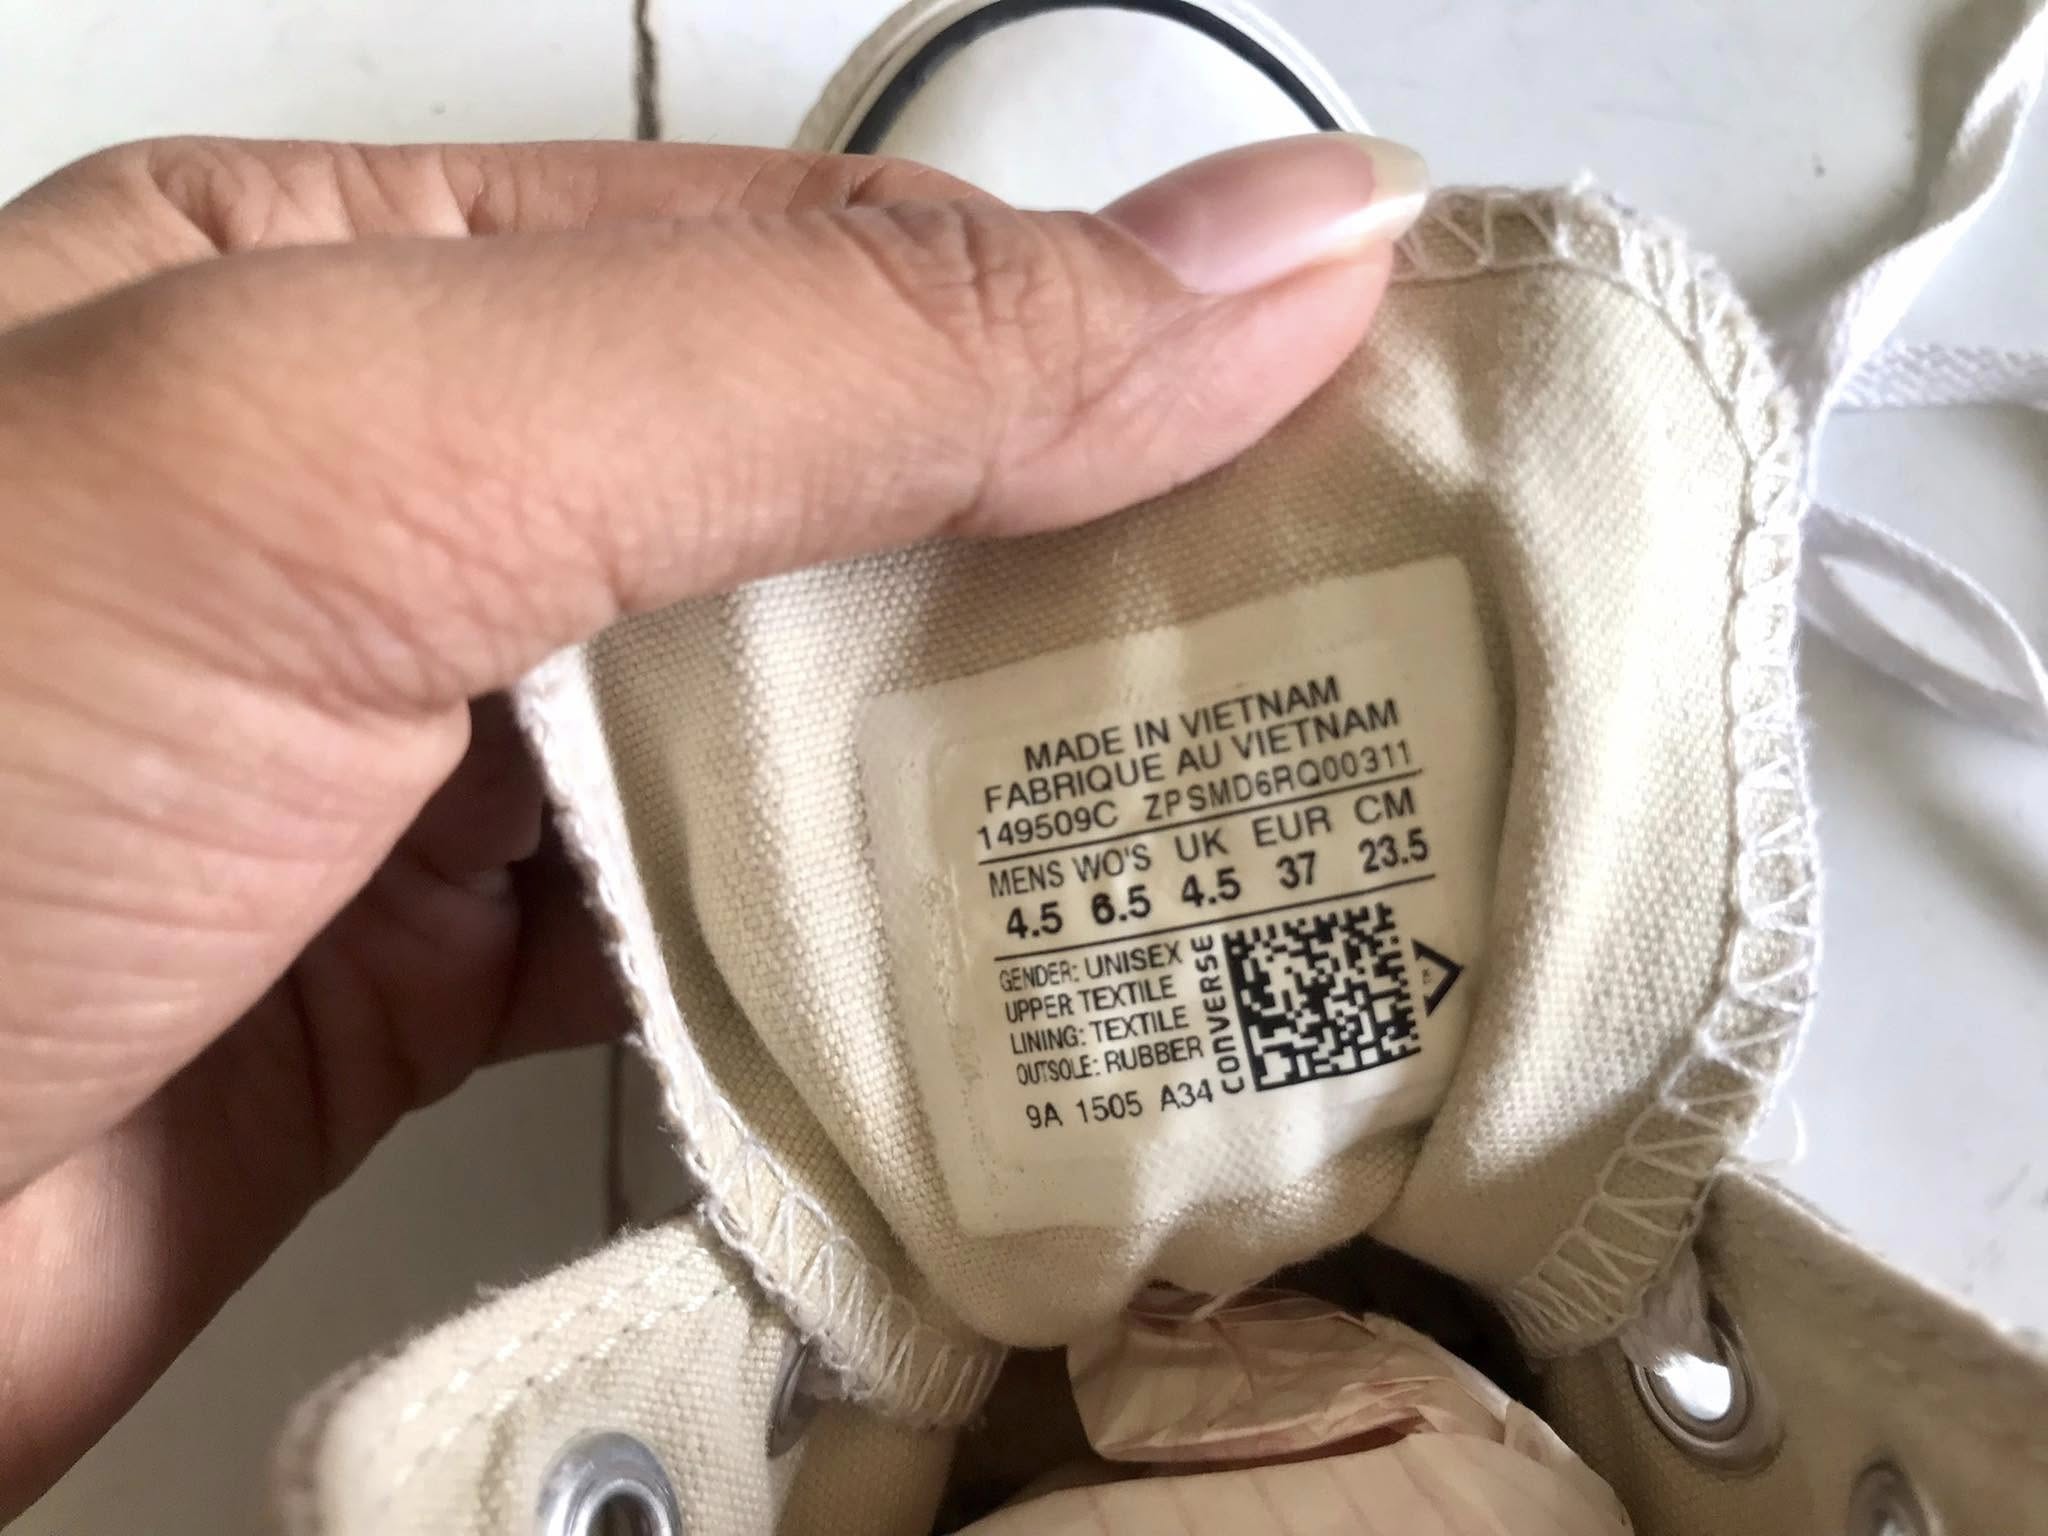 MADE IN VIETNAM
FABRIQUE AU VIETNAM
149509C ZPSMD6RQ00311
MENS WO'S UK EUR CM
4.5 6.5 4.5 37 23.5
GENDER: UNISEX
UPPER: TEXTILE
LINING: TEXTILE
OUTSOLE: RUBBER
9A 1505 A34
CONVERSE